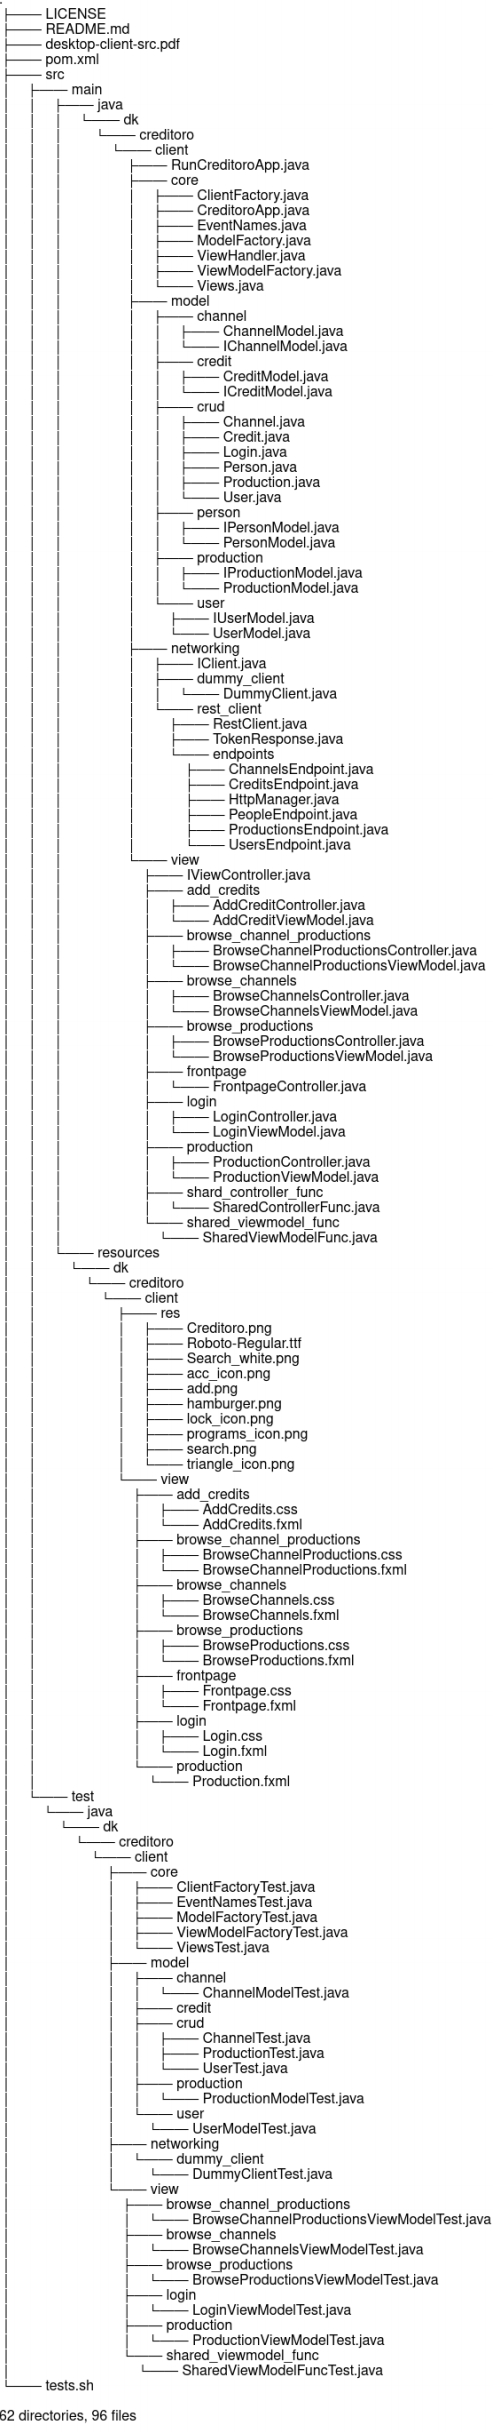 .
LICENSE
README.md
desktop-client-src.pdf
pom.xml
src
main
java
dk
creditoro
client
RunCreditoroApp.java
core
ClientFactory.java
CreditoroApp.java
EventNames.java
ModelFactory.java
ViewHandler.java
ViewModelFactory.java
Views.java
model
channel
ChannelModel.java
IChannelModel.java
credit
CreditModel.java
ICreditModel.java
crud
Channel.java
Credit.java
Login.java
Person.java
Production.java
User.java
person
IPersonModel.java
PersonModel.java
production
IProductionModel.java
ProductionModel.java
user
IUserModel.java
UserModel.java
networking
IClient.java
dummy_client
DummyClient.java
rest_client
RestClient.java
TokenResponse.java
endpoints
ChannelsEndpoint.java
CreditsEndpoint.java
HttpManager.java
PeopleEndpoint.java
ProductionsEndpoint.java
UsersEndpoint.java
view
IViewController.java
add_credits
AddCreditController.java
AddCreditViewModel.java
browse_channel_productions
BrowseChannelProductionsController.java
BrowseChannelProductionsViewModel.java
browse_channels
BrowseChannelsController.java
BrowseChannelsViewModel.java
browse_productions
BrowseProductionsController.java
BrowseProductionsViewModel.java
frontpage
FrontpageController.java
login
LoginController.java
LoginViewModel.java
production
ProductionController.java
ProductionViewModel.java
shard_controller_func
SharedControllerFunc.java
shared_viewmodel_func
SharedViewModelFunc.java
resources
dk
creditoro
client
res
Creditoro.png
Roboto-Regular.ttf
Search_white.png
acc_icon.png
add.png
hamburger.png
lock_icon.png
programs_icon.png
search.png
triangle_icon.png
view
add_credits
AddCredits.css
AddCredits.fxml
browse_channel_productions
BrowseChannelProductions.css
BrowseChannelProductions.fxml
browse_channels
BrowseChannels.css
BrowseChannels.fxml
browse_productions
BrowseProductions.css
BrowseProductions.fxml
frontpage
Frontpage.css
Frontpage.fxml
login
Login.css
Login.fxml
production
Production.fxml
test
java
dk
creditoro
client
core
ClientFactoryTest.java
EventNamesTest.java
ModelFactoryTest.java
ViewModelFactoryTest.java
ViewsTest.java
model
channel
ChannelModelTest.java
credit
crud
ChannelTest.java
ProductionTest.java
UserTest.java
production
ProductionModelTest.java
user
UserModelTest.java
networking
dummy_client
DummyClientTest.java
view
browse_channel_productions
BrowseChannelProductionsViewModelTest.java
browse_channels
BrowseChannelsViewModelTest.java
browse_productions
BrowseProductionsViewModelTest.java
login
LoginViewModelTest.java
production
ProductionViewModelTest.java
shared_viewmodel_func
SharedViewModelFuncTest.java
tests.sh
62 directories, 96 files